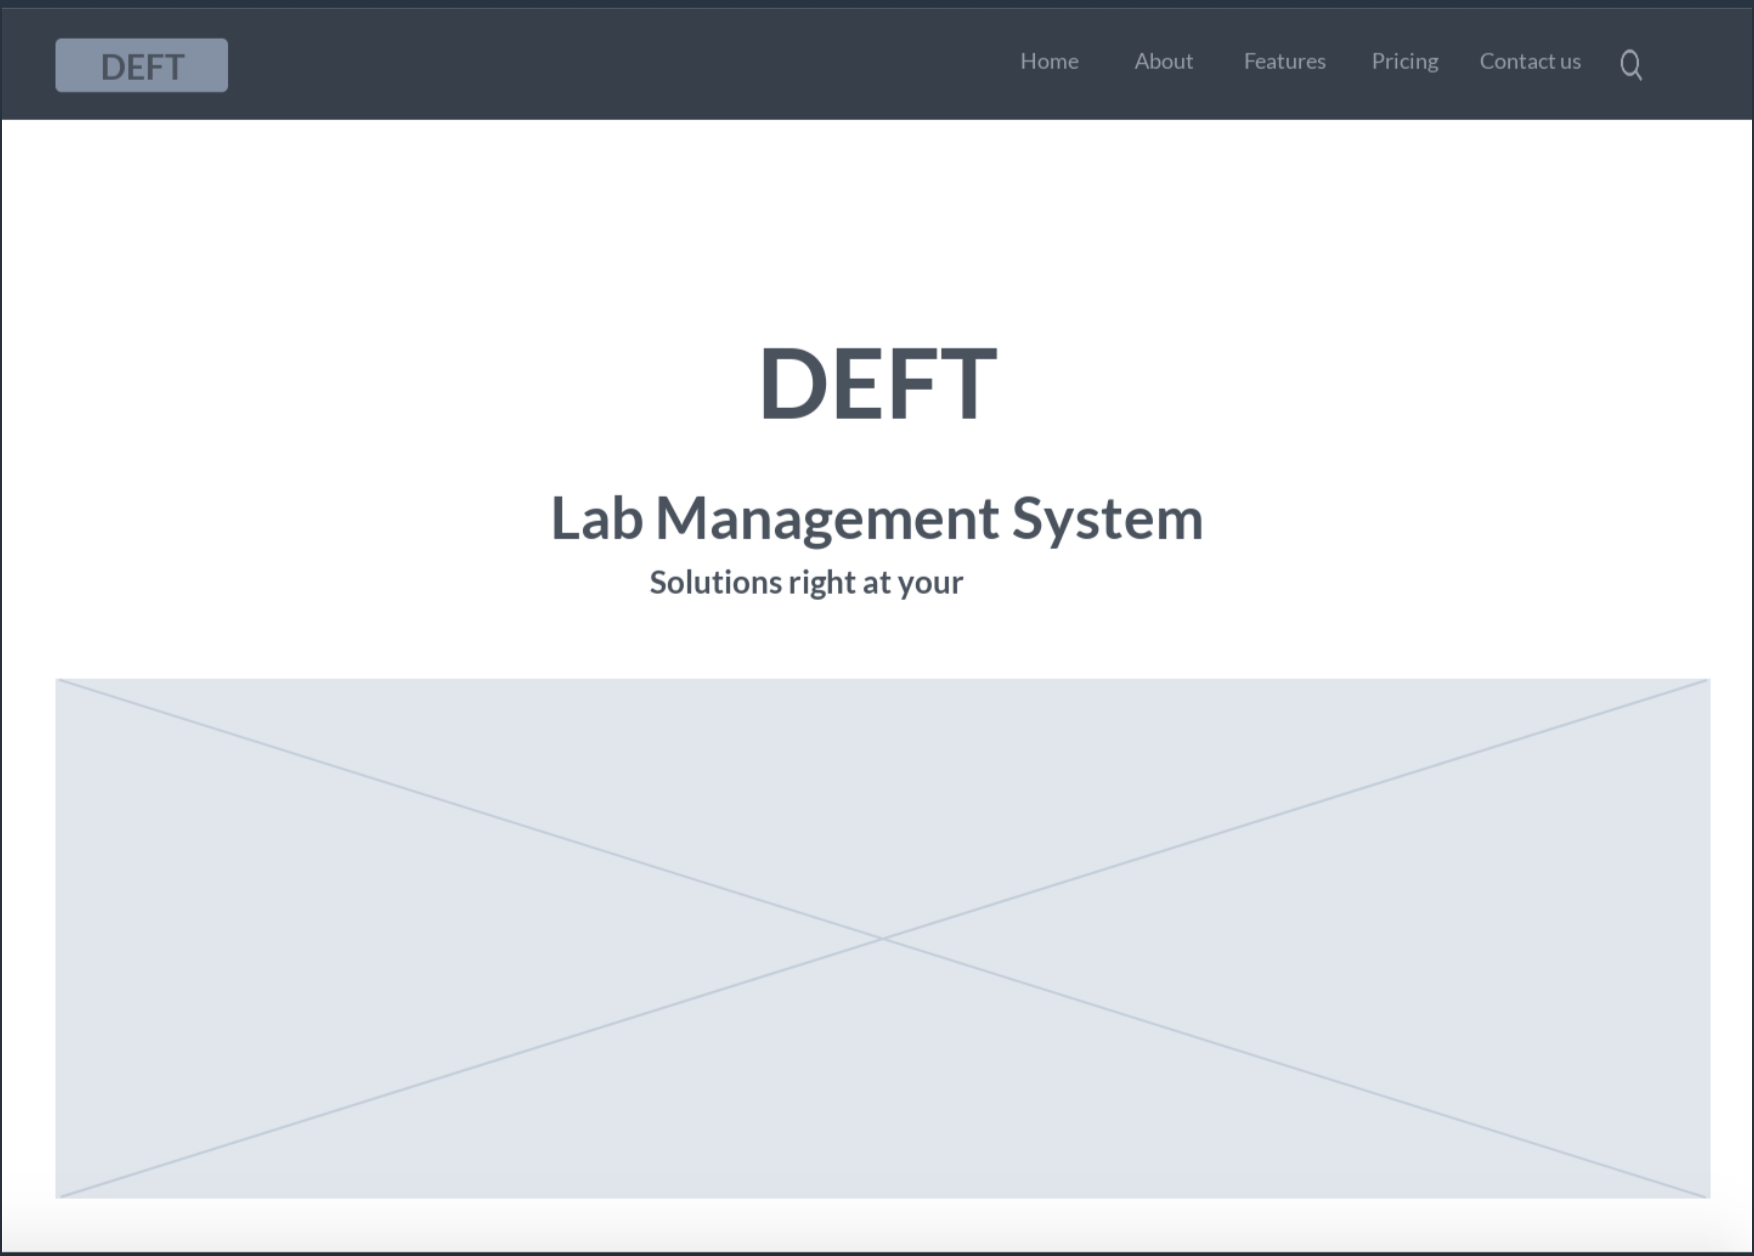 DEFT
Home About Features Pricing Contact us
DEFT
Lab Management System
Solutions right at your